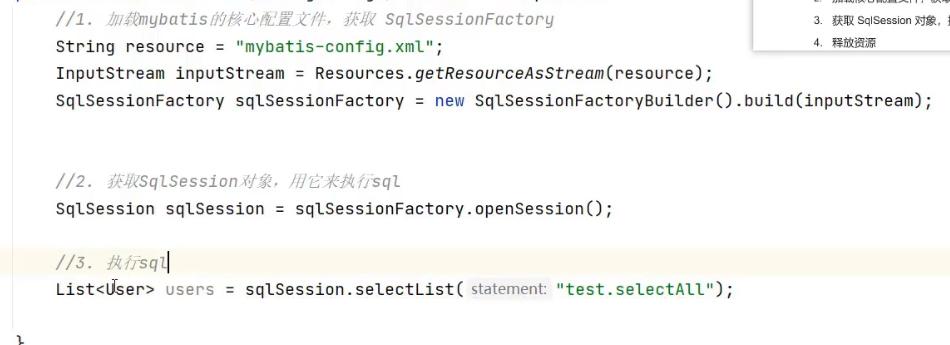 //1. 加载mybatis的核心配置文件，获取 SqlSessionFactory
String resource = "mybatis-config.xml";
InputStream inputStream = Resources.getResourceAsStream(resource);
SqlSessionFactory sqlSessionFactory = new SqlSessionFactoryBuilder().build(inputStream);
//2. 获取SqlSession对象，用它来执行sql
SqlSession sqlSession = sqlSessionFactory.openSession();
//3. 执行sql
List<User> users = sqlSession.selectList( statement: "test.selectAll");
}
3. 获取 SqlSession 对象，
4. 释放资源